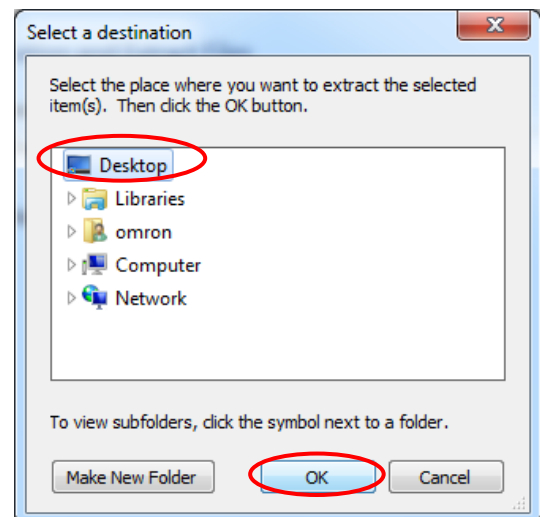 Select a destination
Select the place where you want to extract the selected
item(s). Then click the OK button.
Desktop
Libraries
omron
Computer
Network
To view subfolders, click the symbol next to a folder.
Make New Folder OK Cancel